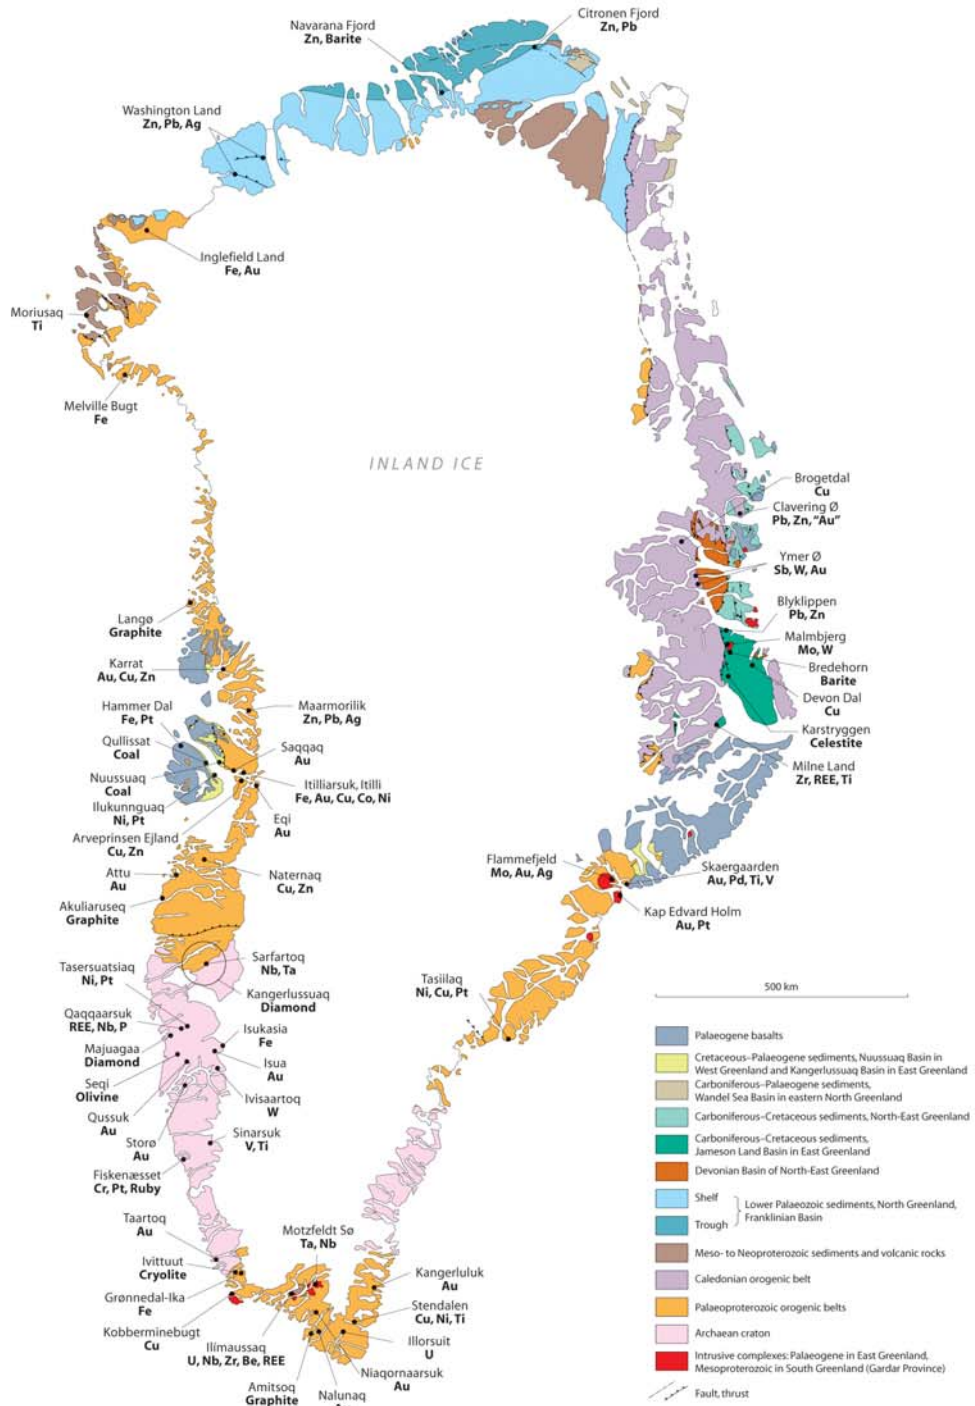 Navarana Fjord
Zn, Barite
Citronen Fjord
Zn, Pb
Washington Land
Zn, Pb, Ag
Inglefield Land
Fe, Au
Moriusaq
Ti
Melville Bugt
Fe
INLAND ICE
Brogetdal
Cu
Clavering Ø
Pb, Zn, "Au"
Ymer Ø
Sb, W, Au
Blyklippen
Pb, Zn
Malmbjerg
Mo, W
Bredehorn
Barite
Devon Dal
Cu
Karstryggen
Celestite
Milne Land
Zr, REE, Ti
Langø
Graphite
Karrat
Au, Cu, Zn
Maarmorilik
Zn, Pb, Ag
Hammer Dal
Fe, Pt
Qullissat
Coal
Saqqaq
Au
Nuussuaq
Coal
Itilliarsuk, Itilli
Fe, Au, Cu, Co, Ni
Ilukunnguaq
Ni, Pt
Eqi
Au
Arveprinsen Ejland
Cu, Zn
Attu
Au
Naternaq
Cu, Zn
Akuliaruseq
Graphite
Flammefjeld
Mo, Au, Ag
Skaergaarden
Au, Pd, Ti, V
Kap Edvard Holm
Au, Pt
Sarfartoq
Nb, Ta
Tasersuatsiaq
Ni, Pt
Kangerlussuaq
Diamond
Tasiilaq
Ni, Cu, Pt
Qaqqaarsuk
REE, Nb, P
Isukasia
Fe
Majuagaa
Diamond
Isua
Au
Seqi
Olivine
Ivisaartoq
W
Qussuk
Au
Storø
Au
Sinarsuk
V, Ti
Fiskenæsset
Cr, Pt, Ruby
Taartoq
Au
Motzfeldt Sø
Ta, Nb
Ivittuut
Cryolite
Grønnedal-Ika
Fe
Kangerluluk
Au
Kobberminebugt
Cu
Stendalen
Cu, Ni, Ti
Ilímaussaq
U, Nb, Zr, Be, REE
Illorsuit
U
Niaqornaarsuk
Au
Amitsoq
Graphite
Nalunaq
500 km
Palaeogene basalts
Cretaceous–Palaeogene sediments, Nuussuaq Basin in
West Greenland and Kangerlussuaq Basin in East Greenland
Carboniferous–Palaeogene sediments,
Wandel Sea Basin in eastern North Greenland
Carboniferous–Cretaceous sediments, North-East Greenland
Carboniferous–Cretaceous sediments,
Jameson Land Basin in East Greenland
Devonian Basin of North-East Greenland
Shelf
Trough
Lower Palaeozoic sediments, North Greenland,
Franklinian Basin
Meso- to Neoproterozoic sediments and volcanic rocks
Caledonian orogenic belt
Palaeoproterozoic orogenic belts
Archaean craton
Intrusive complexes: Palaeogene in East Greenland,
Mesoproterozoic in South Greenland (Gardar Province)
Fault, thrust